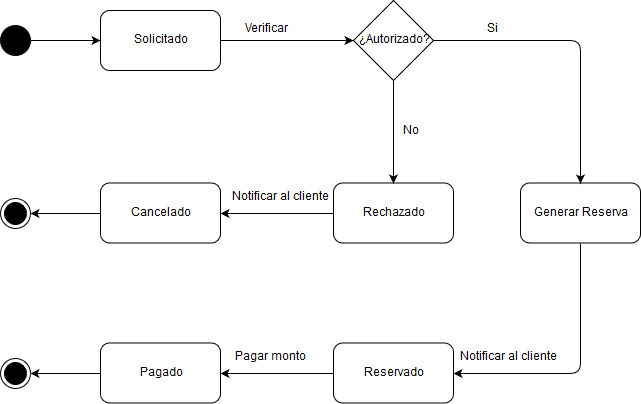 Solicitado
Verificar
¿Autorizado?
Si
No
Cancelado
Notificar al cliente
Rechazado
Generar Reserva
Pagado
Pagar monto
Reservado
Notificar al cliente